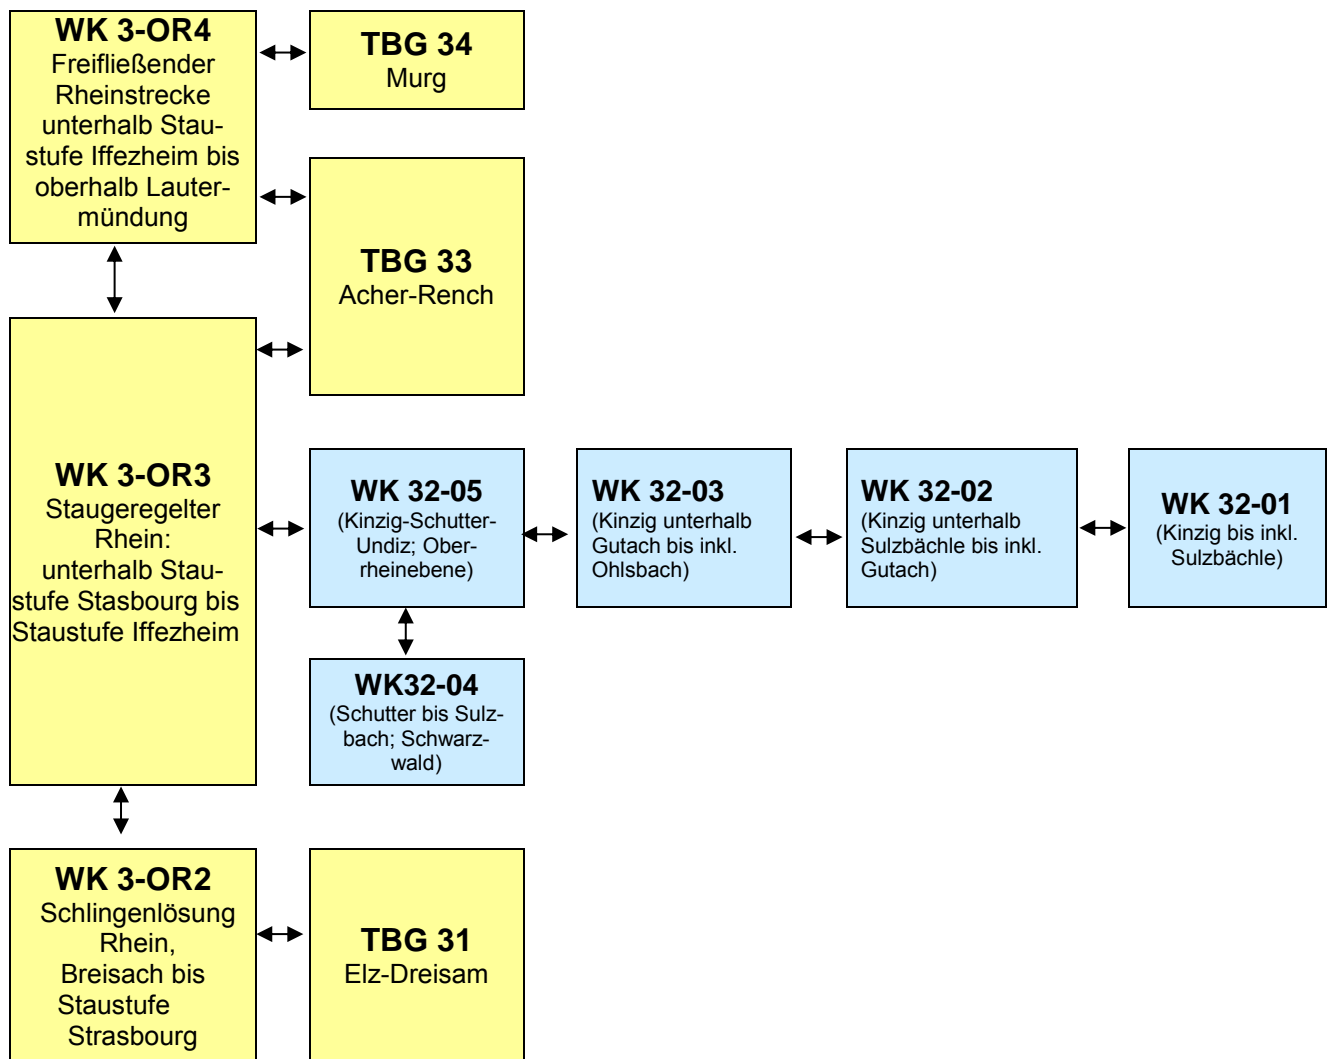 WK 3-OR4
Freifließender
Rheinstrecke
unterhalb Stau-
stufe Iffezheim bis
oberhalb Lauter-
mündung
TBG 34
Murg
TBG 33
Acher-Rench
WK 3-OR3
Staugeregelter
Rhein:
unterhalb Stau-
stufe Stasbourg bis
Staustufe Iffezheim
WK 32-05
(Kinzig-Schutter-
Undiz; Ober-
rheinebene)
WK 32-03
(Kinzig unterhalb
Gutach bis inkl.
Ohlsbach)
WK 32-02
(Kinzig unterhalb
Sulzbächle bis inkl.
Gutach)
WK 32-01
(Kinzig bis inkl.
Sulzbächle)
WK32-04
(Schutter bis Sulz-
bach; Schwarz-
wald)
WK 3-OR2
Schlingenlösung
Rhein,
Breisach bis
Staustufe
Strasbourg
TBG 31
Elz-Dreisam